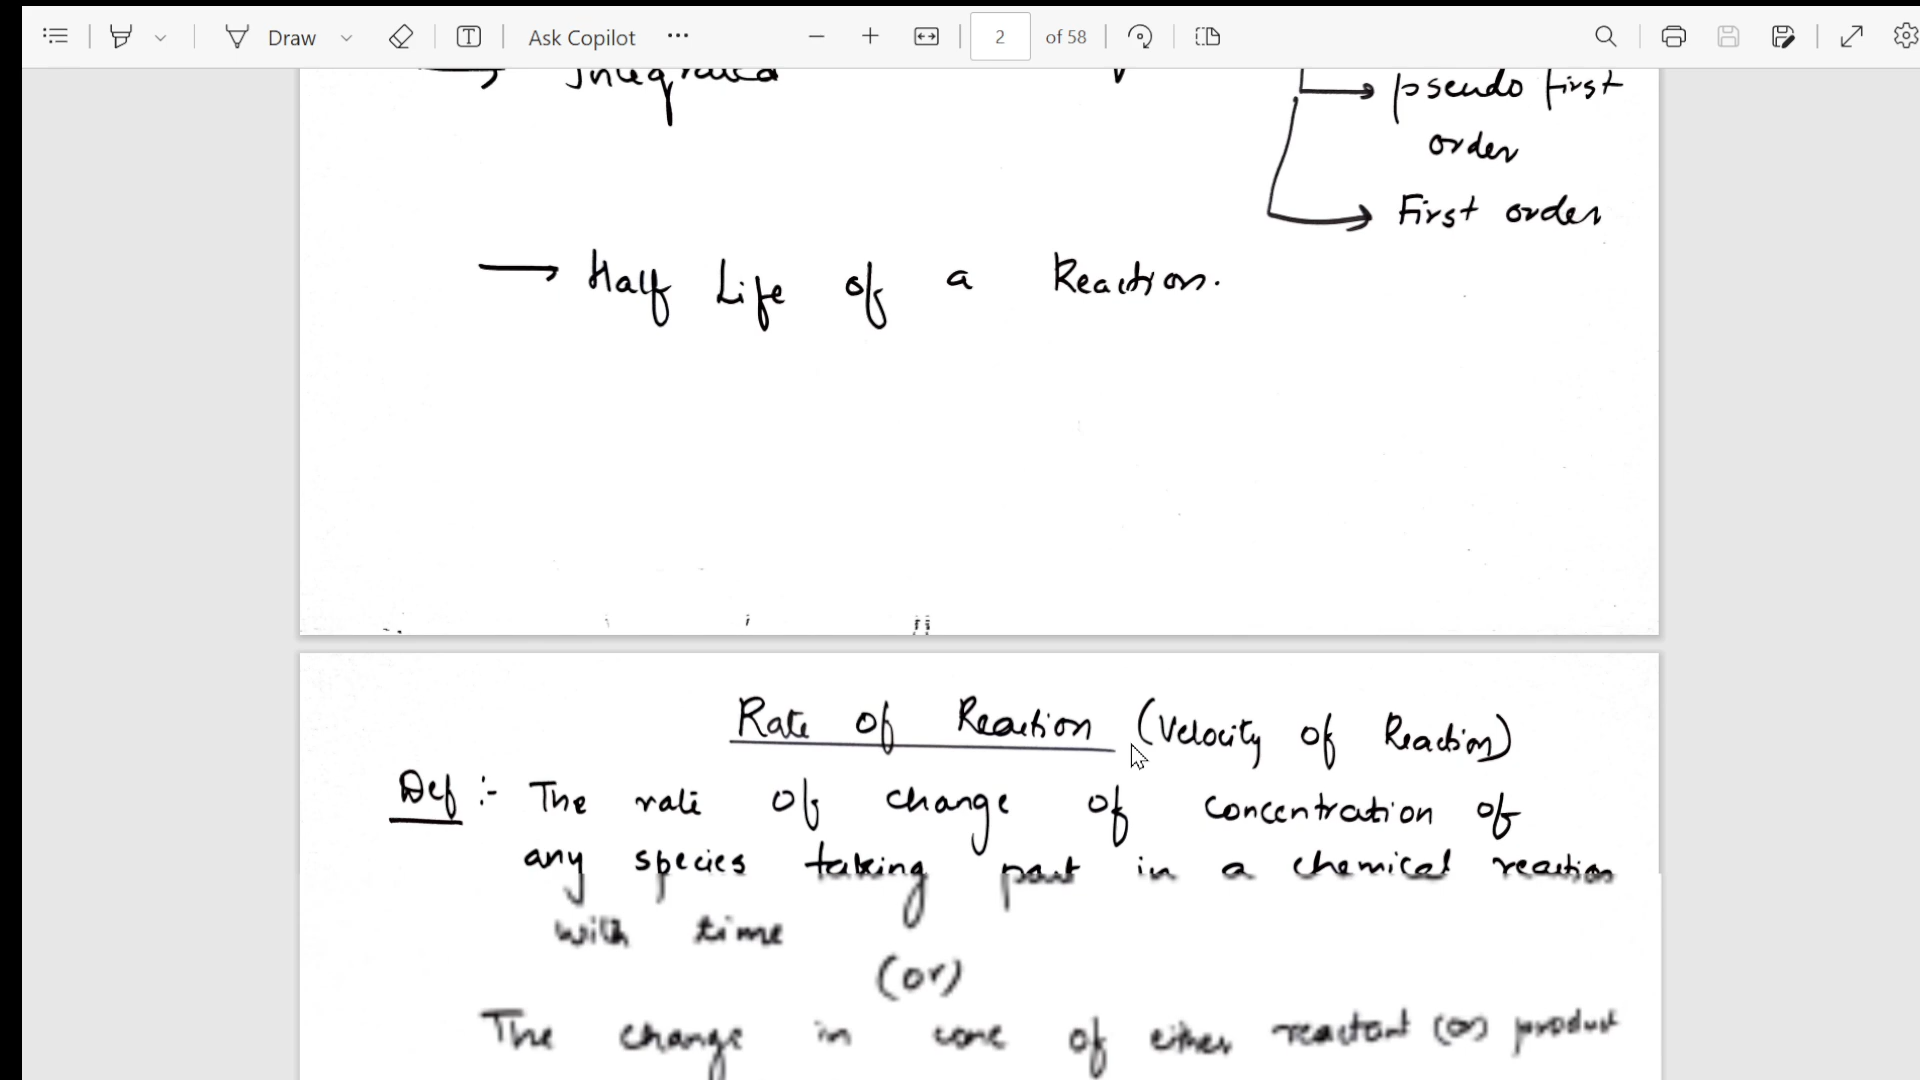 Draw
Ask Copilot
2 of 58
Integrated
pseudo first
order
First order
Half Life of a Reaction.
Rate of Reaction (Velocity of Reaction)
Def :- The rate of change of concentration of
any species taking part in a chemical reaction
with time
(or)
The change in conc of either reactant (or) product